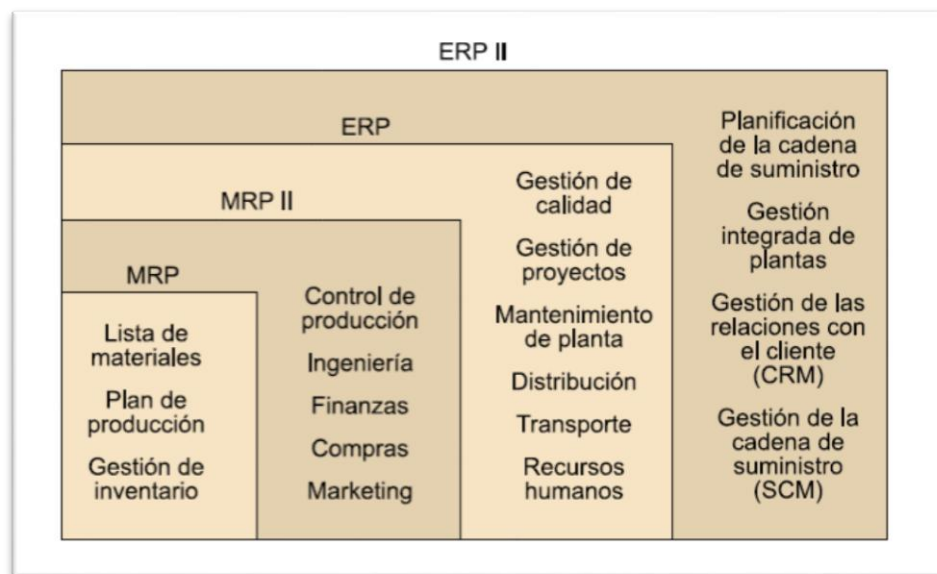 ERP II
ERP
MRP II
MRP
Lista de
materiales
Plan de
producción
Gestión de
inventario
Control de
producción
Ingeniería
Finanzas
Compras
Marketing
Gestión de
calidad
Gestión de
proyectos
Mantenimiento
de planta
Distribución
Transporte
Recursos
humanos
Planificación
de la cadena
de suministro
Gestión
integrada de
plantas
Gestión de las
relaciones con
el cliente
(CRM)
Gestión de la
cadena de
suministro
(SCM)